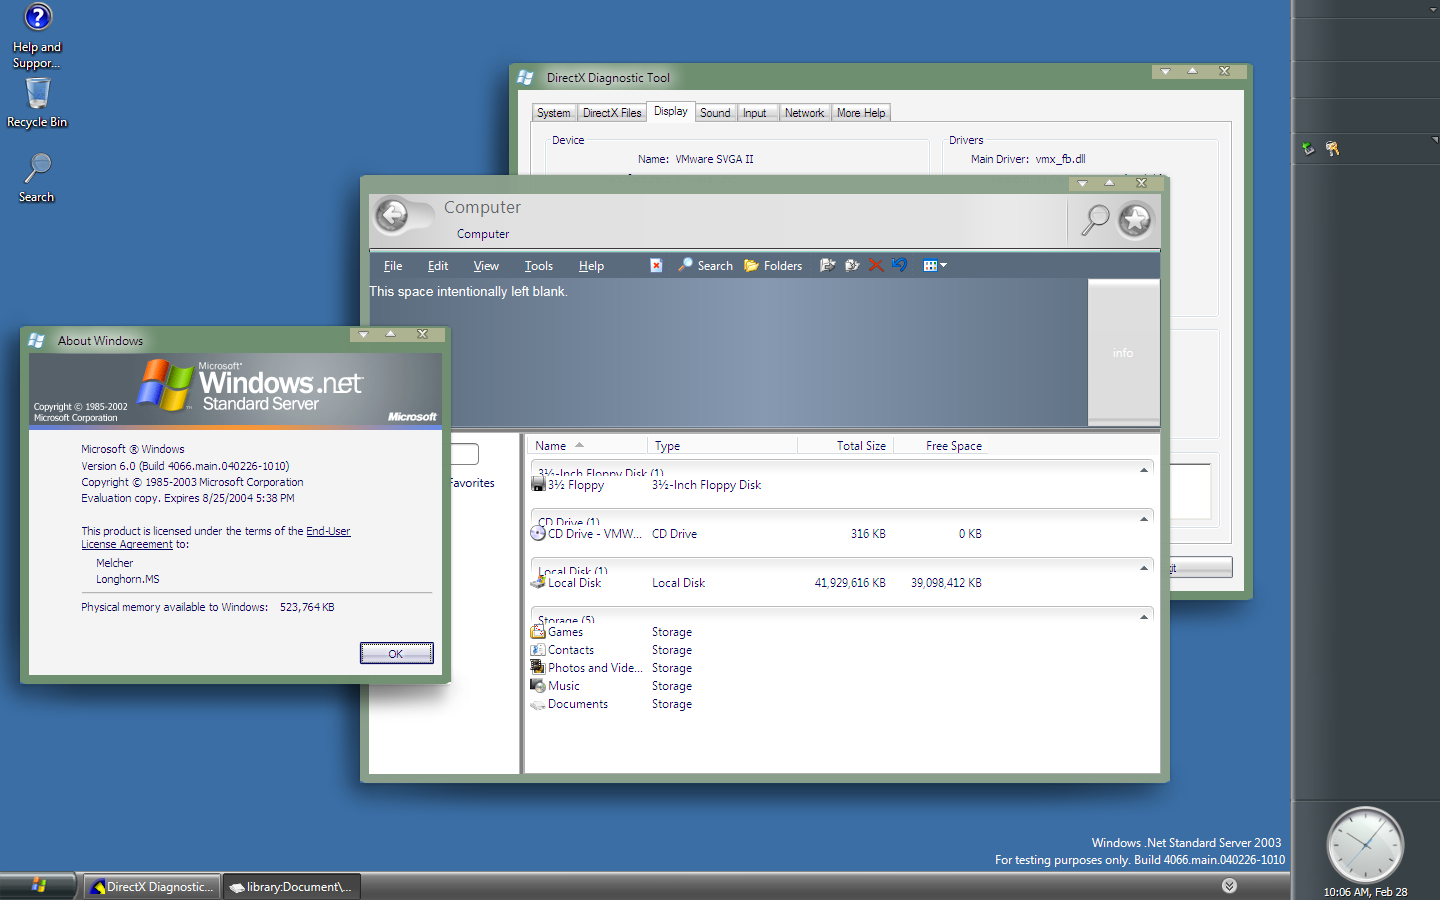 Help and
Suppor...
Recycle Bin
Search
DirectX Diagnostic Tool
System
DirectX Files
Display
Sound
Input
Network
More Help
Device
Drivers
Name: VMware SVGA II
Main Driver: vmx_fb.dll
Computer
Computer
File Edit View Tools Help
Search
Folders
This space intentionally left blank.
info
About Windows
Microsoft®
Windows.net™
Standard Server
Copyright © 1985-2002
Microsoft Corporation
Microsoft
Microsoft ® Windows
Version 6.0 (Build 4066.main.040226-1010)
Copyright © 1985-2003 Microsoft Corporation
Evaluation copy. Expires 8/25/2004 5:38 PM
This product is licensed under the terms of the End-User
License Agreement to:
Melcher
Longhorn.MS
Physical memory available to Windows: 523,764 KB
OK
Favorites
Name Type Total Size Free Space
3½-Inch Floppy Disk (1)
3½ Floppy 3½-Inch Floppy Disk
CD Drive (1)
CD Drive - VMW... CD Drive 316 KB 0 KB
Local Disk (1)
Local Disk Local Disk 41,929,616 KB 39,098,412 KB
Storage (5)
Games Storage
Contacts Storage
Photos and Vide... Storage
Music Storage
Documents Storage
Windows .Net Standard Server 2003
For testing purposes only. Build 4066.main.040226-1010
DirectX Diagnostic...
library:Document\...
10:06 AM, Feb 28